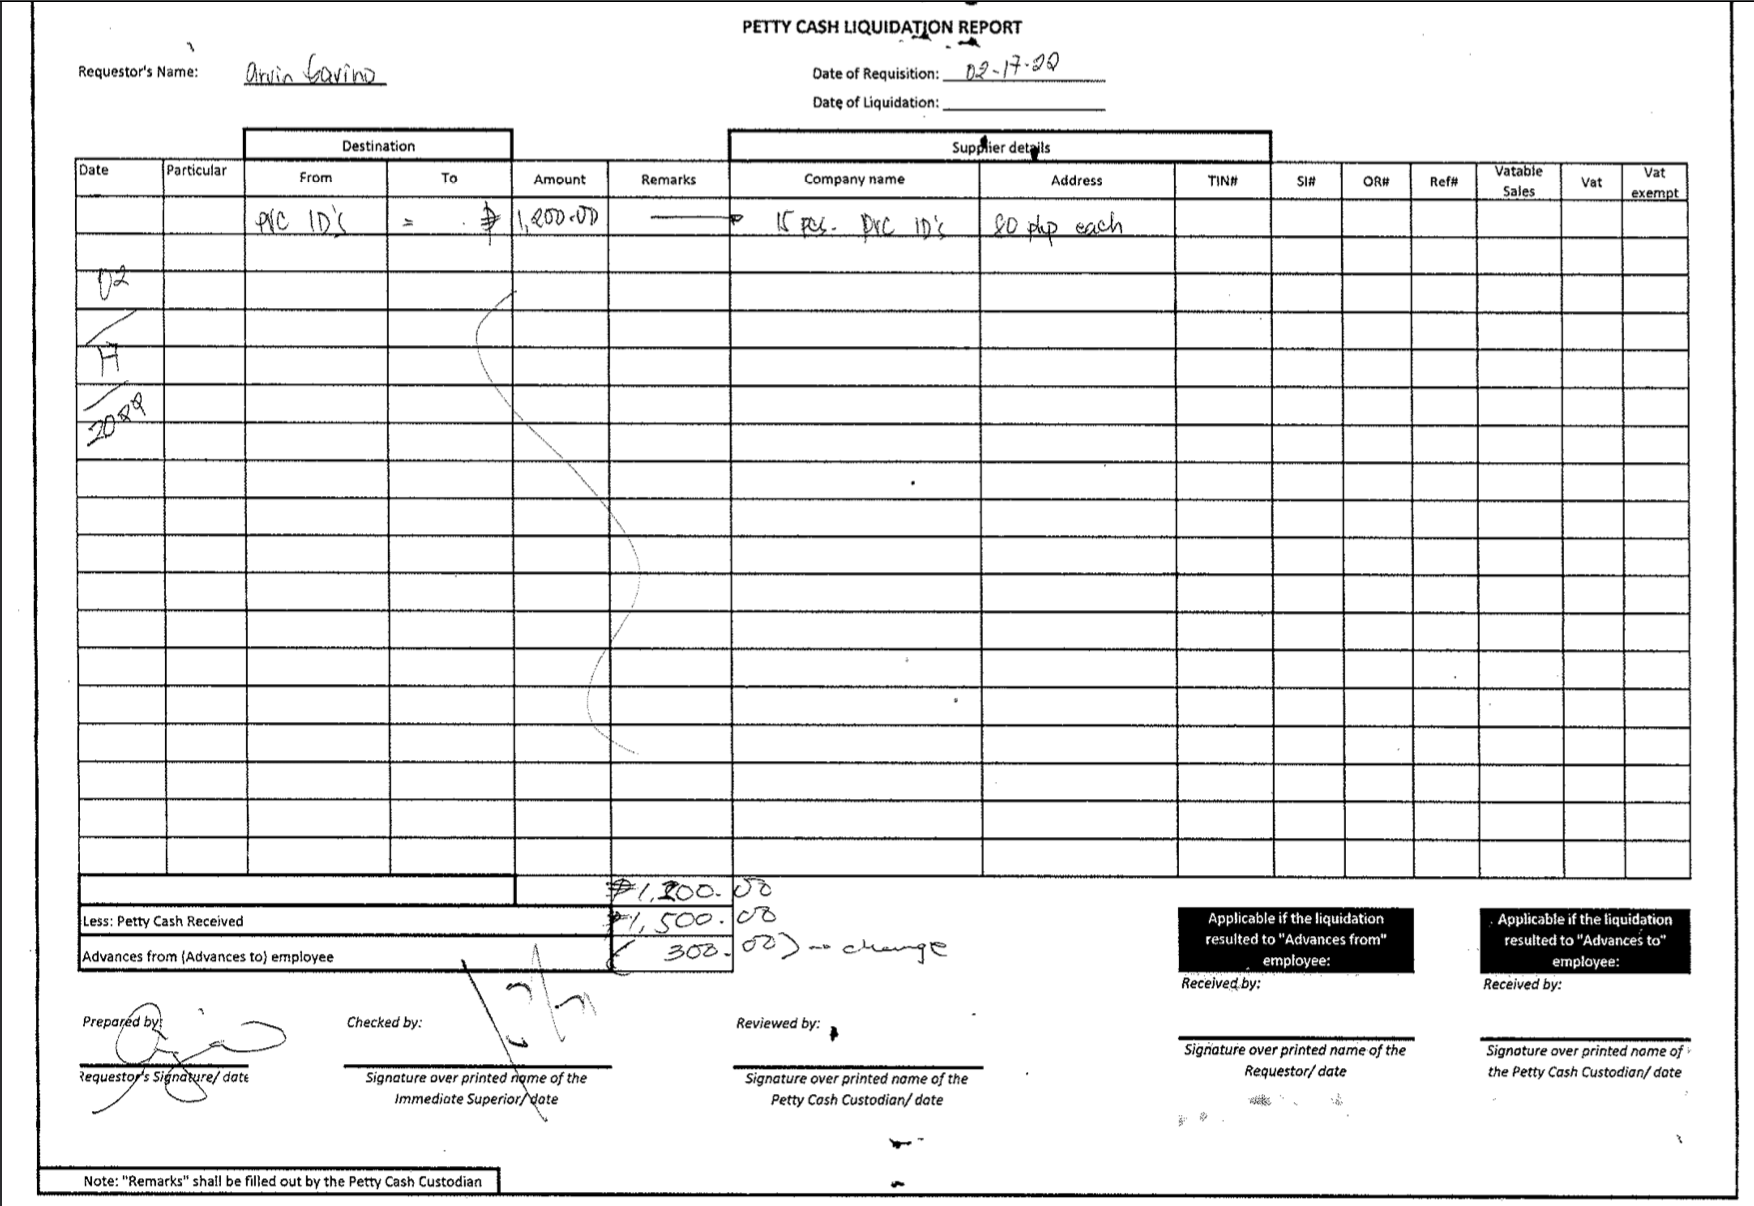 PETTY CASH LIQUIDATION REPORT
Requestor's Name: Arvin Gavino
Date of Requisition: 02-17-22
Date of Liquidation:
Destination
Supplier details
Date Particular From To Amount Remarks Company name Address TIN# SI# OR# Ref# Vatable Sales Vat Vat exempt
PVC ID's = ₱ 1,200.00 15 pcs. PVC ID's 80 php each
02
/
17
/
2022
₱1,200.00
Less: Petty Cash Received ₱1,500.00
Advances from (Advances to) employee (300.00) change
Applicable if the liquidation
resulted to "Advances from"
employee:
Applicable if the liquidation
resulted to "Advances to"
employee:
Received by:
Received by:
Prepared by:
Checked by:
Reviewed by:
Requestor's Signature/ date
Signature over printed name of the
Immediate Superior/ date
Signature over printed name of the
Petty Cash Custodian/ date
Signature over printed name of the
Requestor/ date
Signature over printed name of
the Petty Cash Custodian/ date
Note: "Remarks" shall be filled out by the Petty Cash Custodian